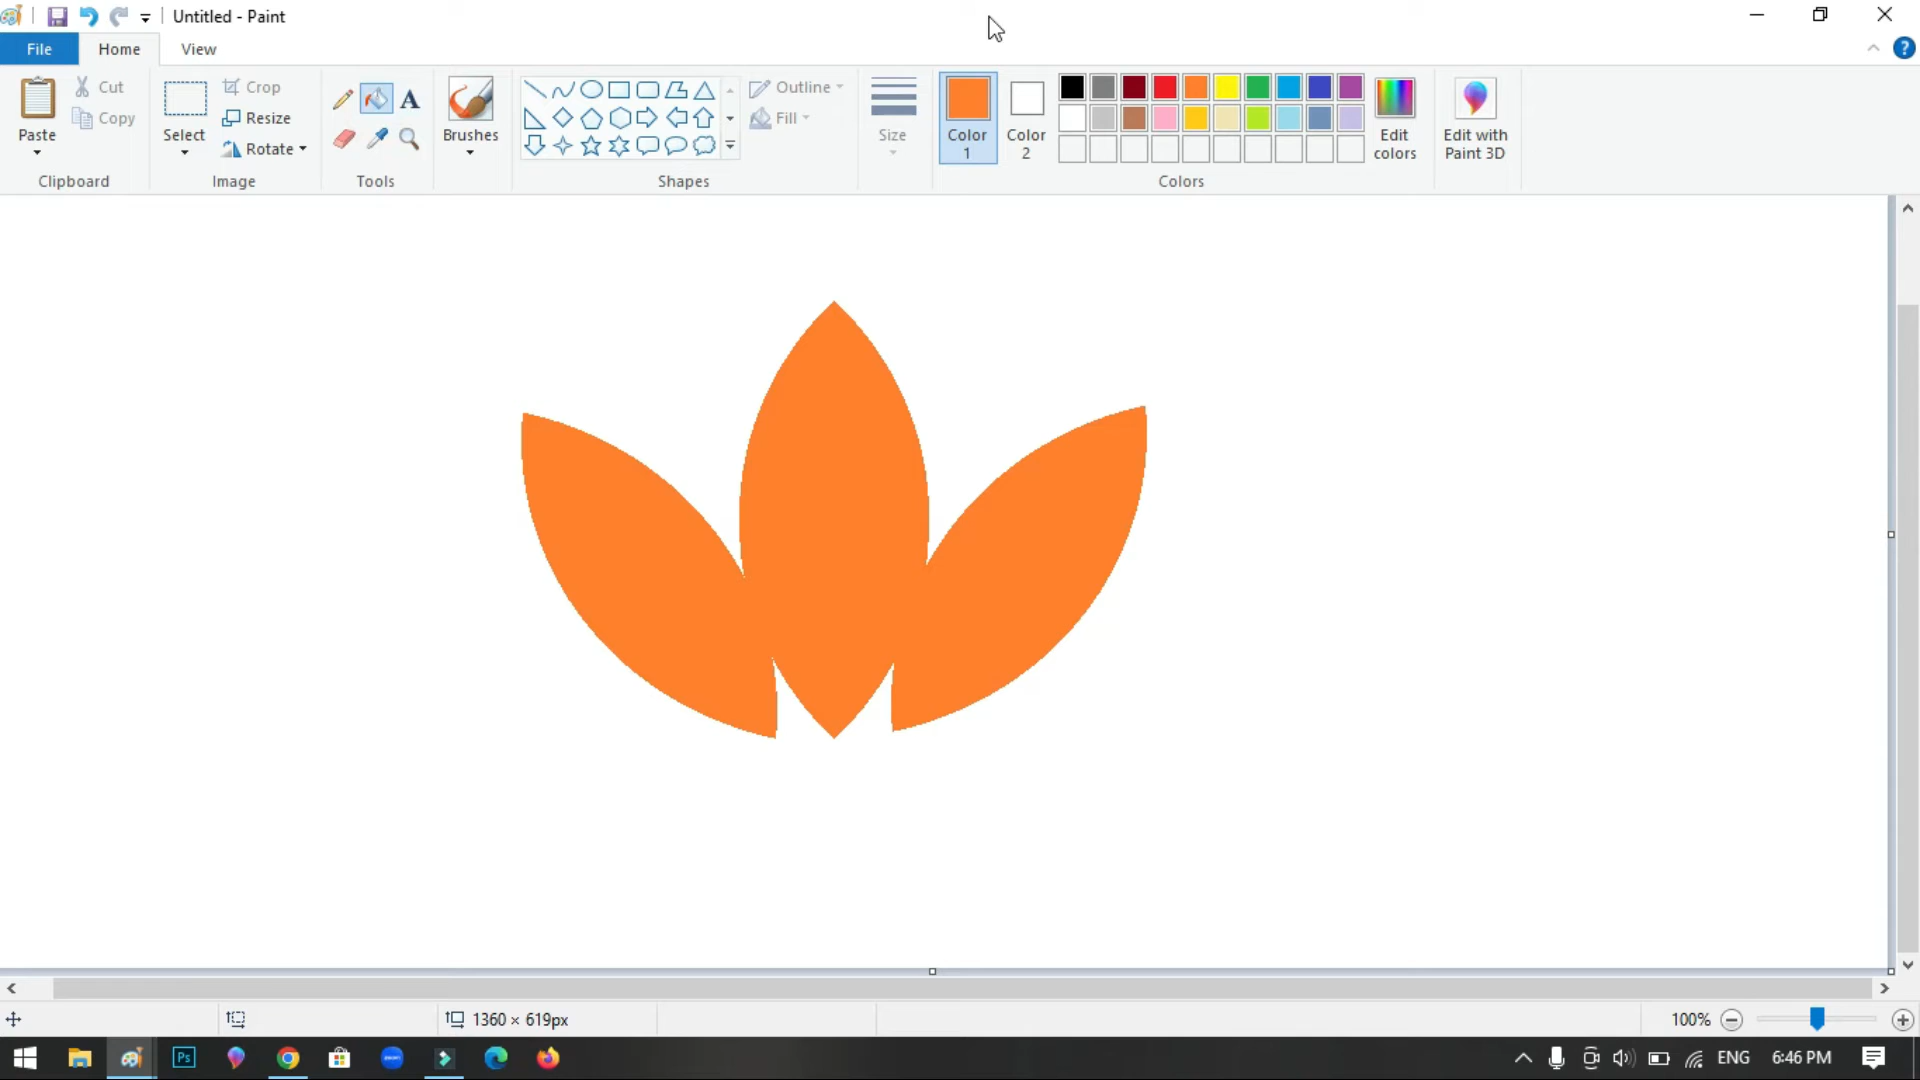 Untitled - Paint
File Home View
Paste Cut Copy
Select Crop Resize Rotate
A
Brushes
Outline Fill
Size
Color 1 Color 2
Edit colors
Edit with Paint 3D
Clipboard Image Tools Shapes Colors
1360 × 619px 100%
Ps zoom ENG 6:46 PM